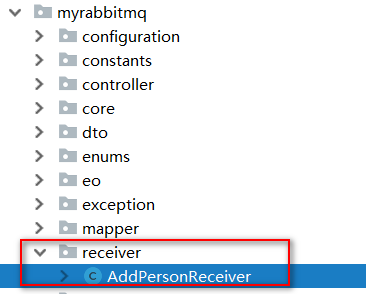 myrabbitmq
configuration
constants
controller
core
dto
enums
eo
exception
mapper
receiver
C AddPersonReceiver